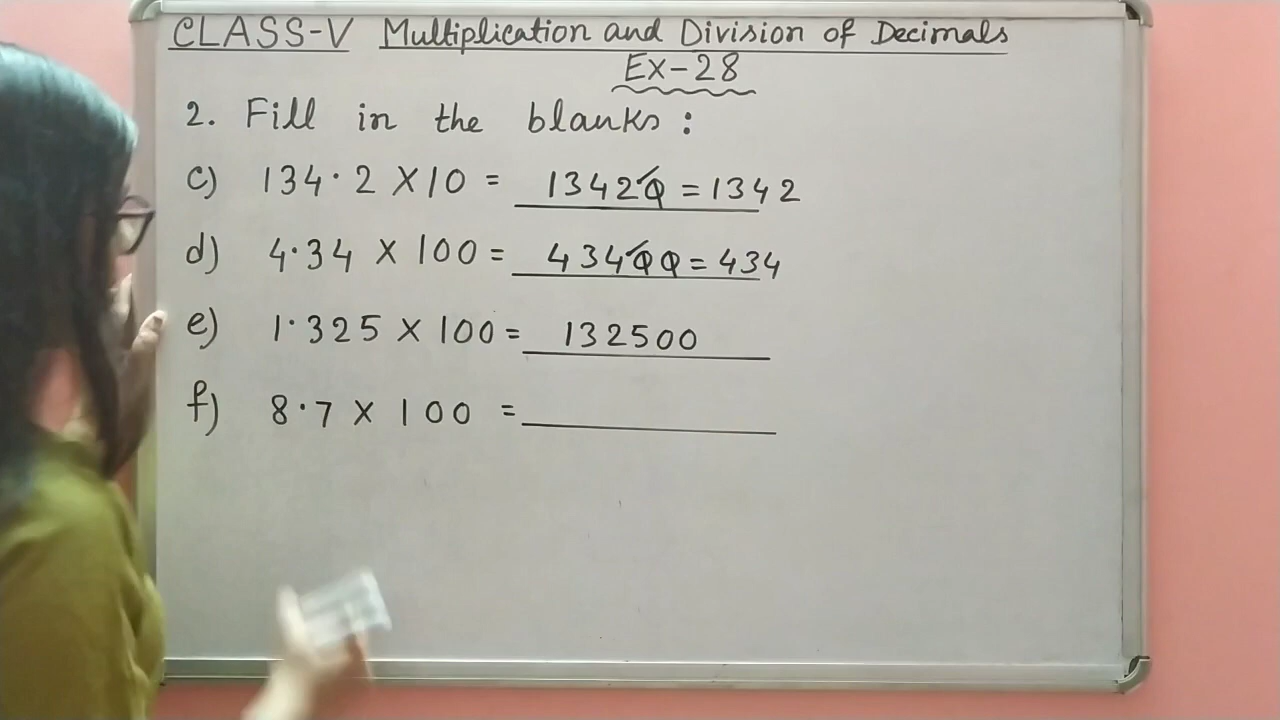 CLASS-V Multiplication and Division of Decimals
Ex-28
2. Fill in the blanks :
c) 134.2 X 10 = 13420 = 1342
d) 4.34 X 100 = 43400 = 434
e) 1.325 X 100 = 132500
f) 8.7 X 100 =